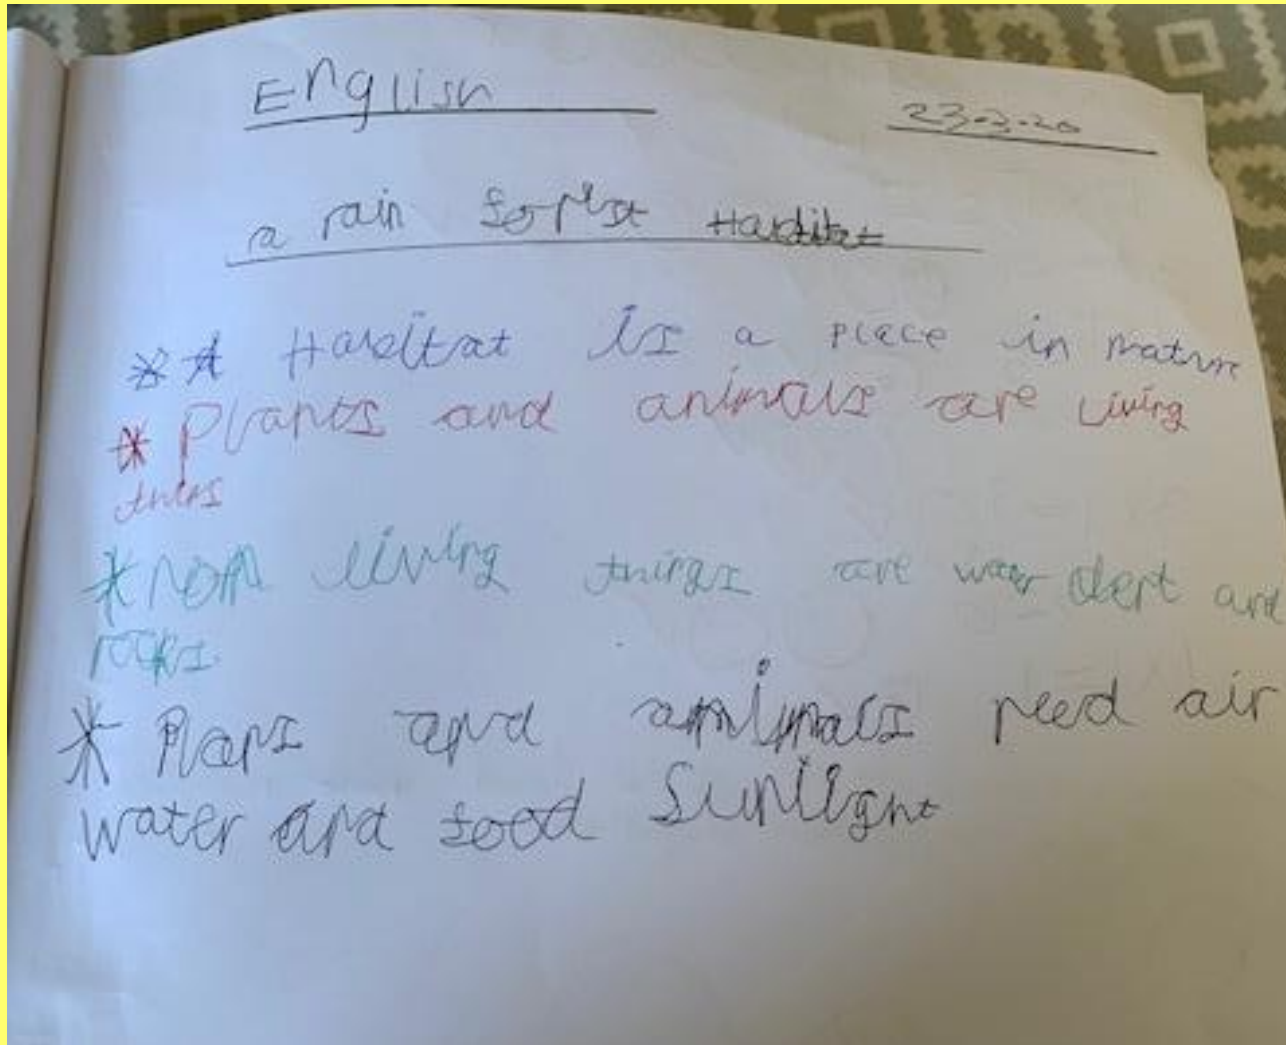 English
23.3.20
a rain forist Habitat
* A Habitat is a place in nature
* Plants and animals are Living
thins
* non living things are water dert and
rocks.
* Plans and animals need air
water and food Sunlight